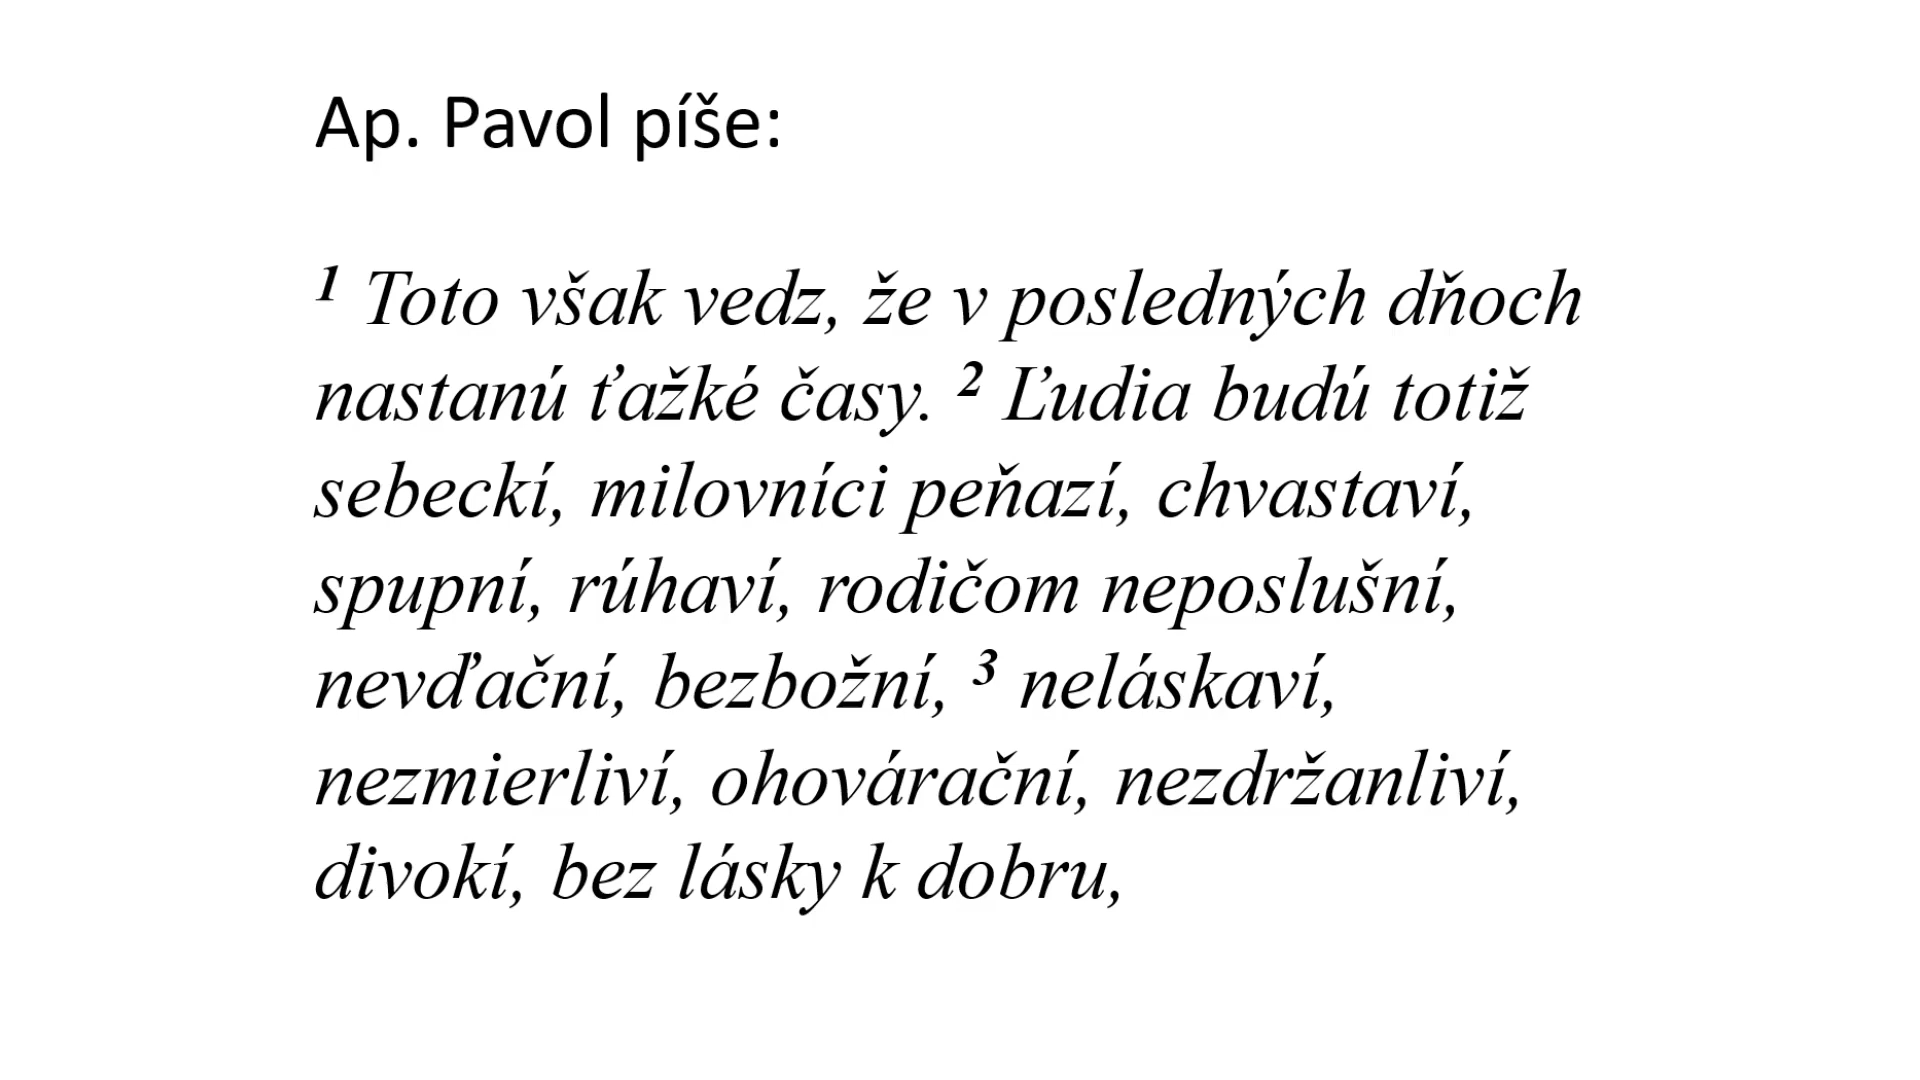 Ap. Pavol píše:
¹ Toto však vedz, že v posledných dňoch
nastanú ťažké časy. ² Ľudia budú totiž
sebeckí, milovníci peňazí, chvastaví,
spupní, rúhaví, rodičom neposlušní,
nevďační, bezbožní, ³ neláskaví,
nezmierliví, ohovárační, nezdržanliví,
divokí, bez lásky k dobru,